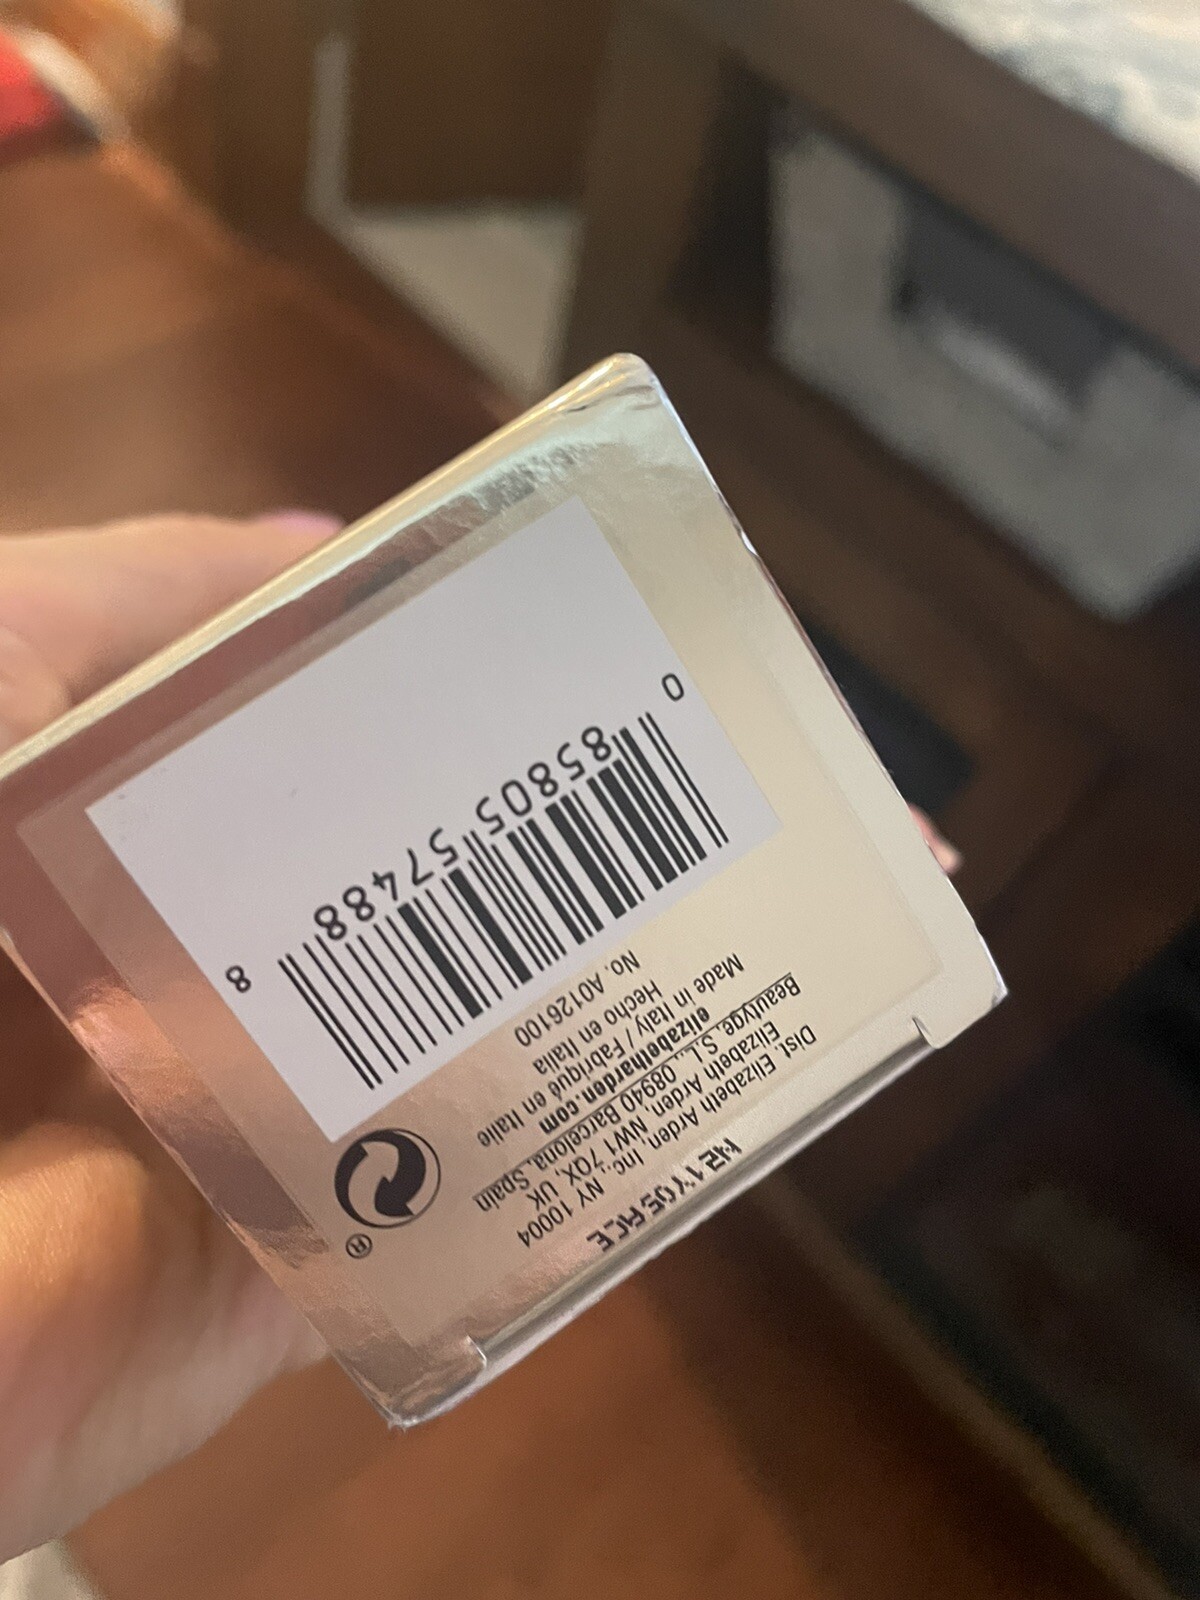 H21YOSFACE
Dist. Elizabeth Arden, Inc., NY 10004
Elizabeth Arden, NW1 7QX, UK
Beautyge, S.L., 08940 Barcelona, Spain
elizabetharden.com
Made in Italy / Fabriqué en Italie
Hecho en Italia
No. A0126100
®
0 85805 57488 8